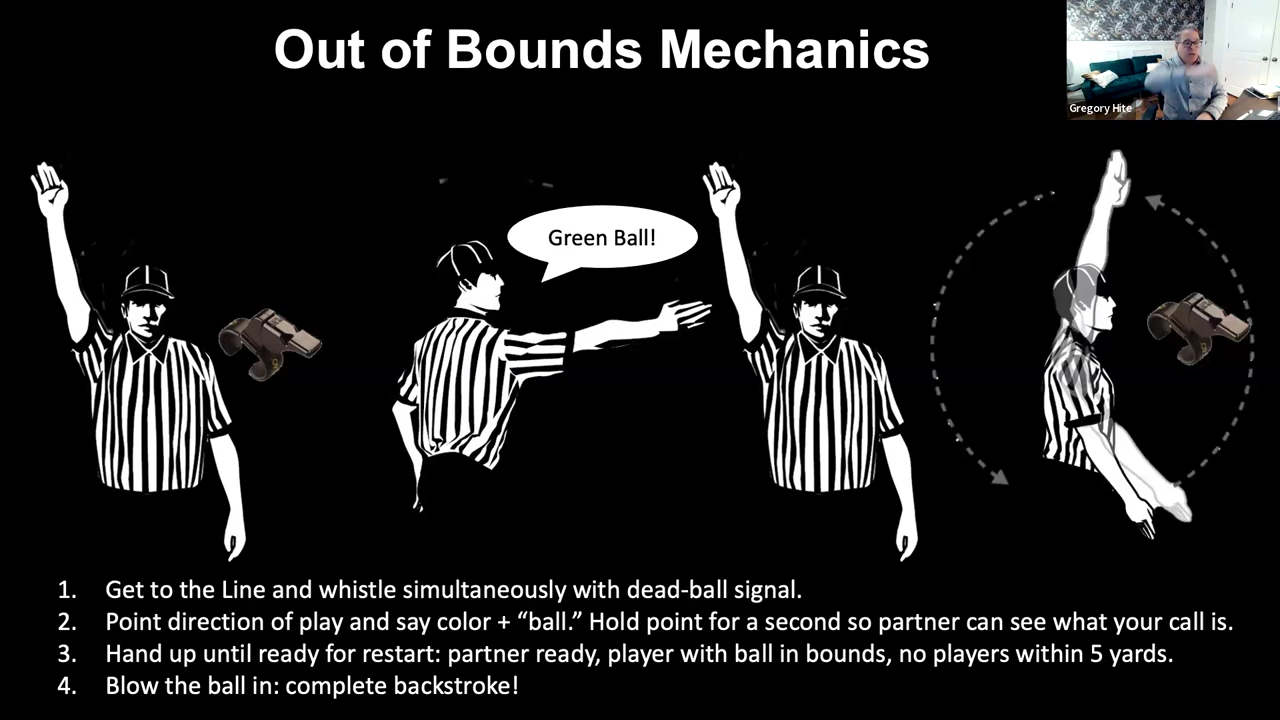 Out of Bounds Mechanics
Gregory Hite
Green Ball!
1. Get to the Line and whistle simultaneously with dead-ball signal.
2. Point direction of play and say color + “ball.” Hold point for a second so partner can see what your call is.
3. Hand up until ready for restart: partner ready, player with ball in bounds, no players within 5 yards.
4. Blow the ball in: complete backstroke!